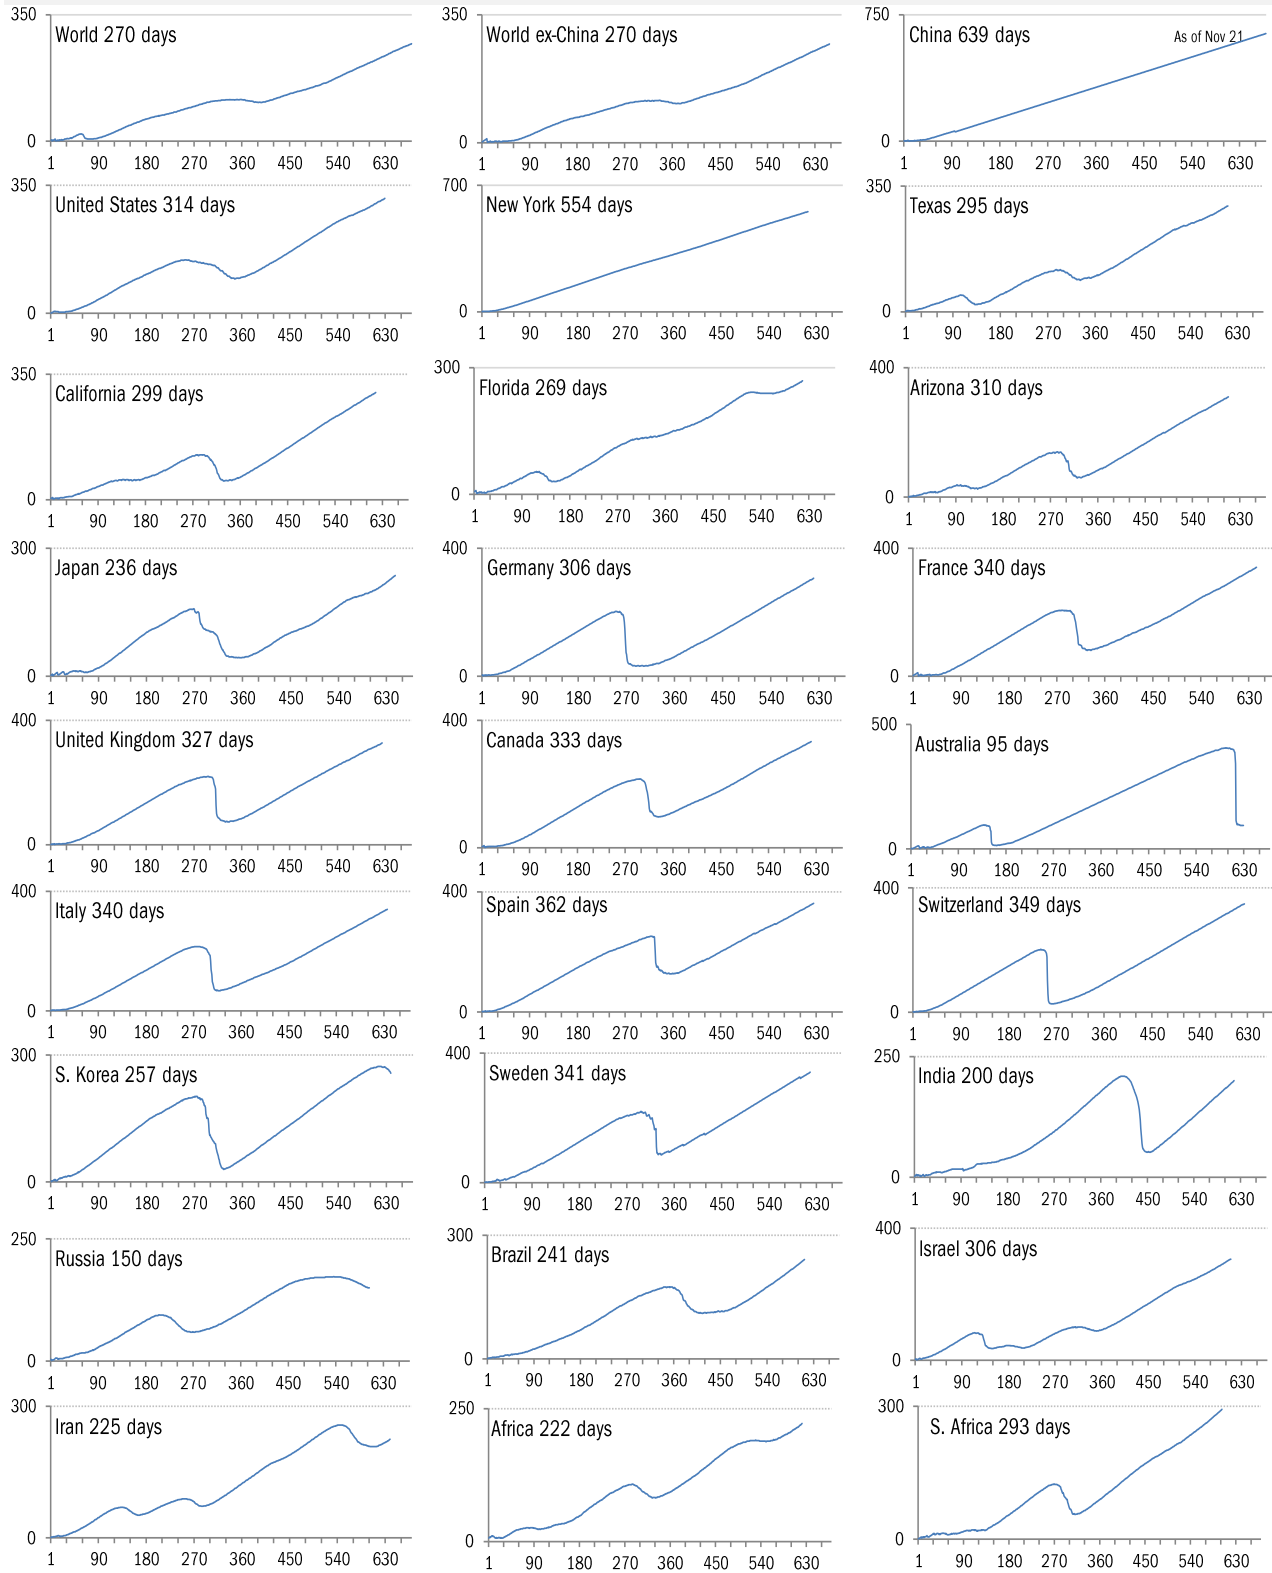 350 350 750
World 270 days World ex-China 270 days China 639 days As of Nov 21
0 0 0
1 90 180 270 360 450 540 630 1 90 180 270 360 450 540 630 1 90 180 270 360 450 540 630
350 700 350
United States 314 days New York 554 days Texas 295 days
0 0 0
1 90 180 270 360 450 540 630 1 90 180 270 360 450 540 630 1 90 180 270 360 450 540 630
350 300 400
California 299 days Florida 269 days Arizona 310 days
0 0 0
1 90 180 270 360 450 540 630 1 90 180 270 360 450 540 630 1 90 180 270 360 450 540 630
300 400 400
Japan 236 days Germany 306 days France 340 days
0 0 0
1 90 180 270 360 450 540 630 1 90 180 270 360 450 540 630 1 90 180 270 360 450 540 630
400 400 500
United Kingdom 327 days Canada 333 days Australia 95 days
0 0 0
1 90 180 270 360 450 540 630 1 90 180 270 360 450 540 630 1 90 180 270 360 450 540 630
400 400 400
Italy 340 days Spain 362 days Switzerland 349 days
0 0 0
1 90 180 270 360 450 540 630 1 90 180 270 360 450 540 630 1 90 180 270 360 450 540 630
300 400 250
S. Korea 257 days Sweden 341 days India 200 days
0 0 0
1 90 180 270 360 450 540 630 1 90 180 270 360 450 540 630 1 90 180 270 360 450 540 630
250 300 400
Russia 150 days Brazil 241 days Israel 306 days
0 0 0
1 90 180 270 360 450 540 630 1 90 180 270 360 450 540 630 1 90 180 270 360 450 540 630
300 250 300
Iran 225 days Africa 222 days S. Africa 293 days
0 0 0
1 90 180 270 360 450 540 630 1 90 180 270 360 450 540 630 1 90 180 270 360 450 540 630